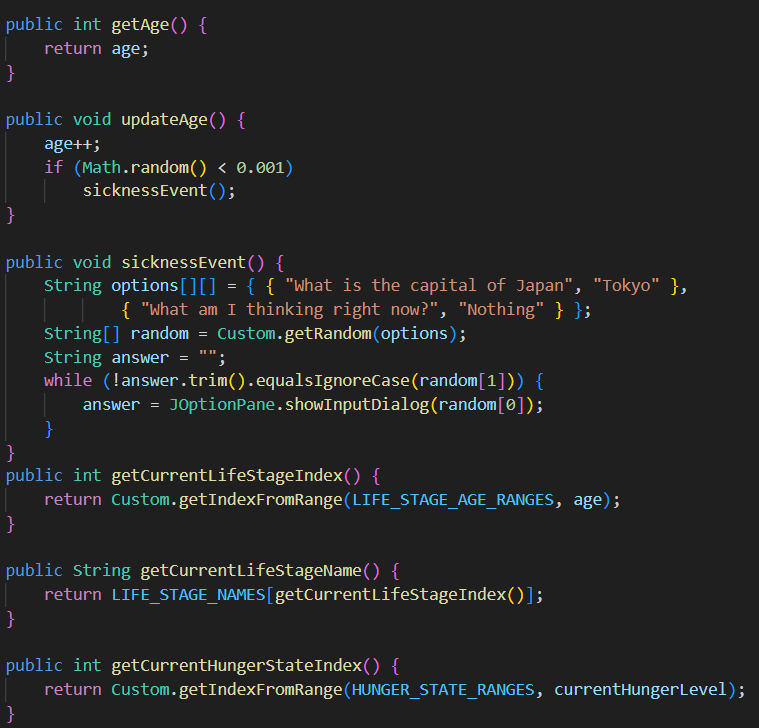 public int getAge() {
    return age;
}

public void updateAge() {
    age++;
    if (Math.random() < 0.001)
        sicknessEvent();
}

public void sicknessEvent() {
    String options[][] = { { "What is the capital of Japan", "Tokyo" },
            { "What am I thinking right now?", "Nothing" } };
    String[] random = Custom.getRandom(options);
    String answer = "";
    while (!answer.trim().equalsIgnoreCase(random[1])) {
        answer = JOptionPane.showInputDialog(random[0]);
    }
}
public int getCurrentLifeStageIndex() {
    return Custom.getIndexFromRange(LIFE_STAGE_AGE_RANGES, age);
}

public String getCurrentLifeStageName() {
    return LIFE_STAGE_NAMES[getCurrentLifeStageIndex()];
}

public int getCurrentHungerStateIndex() {
    return Custom.getIndexFromRange(HUNGER_STATE_RANGES, currentHungerLevel);
}